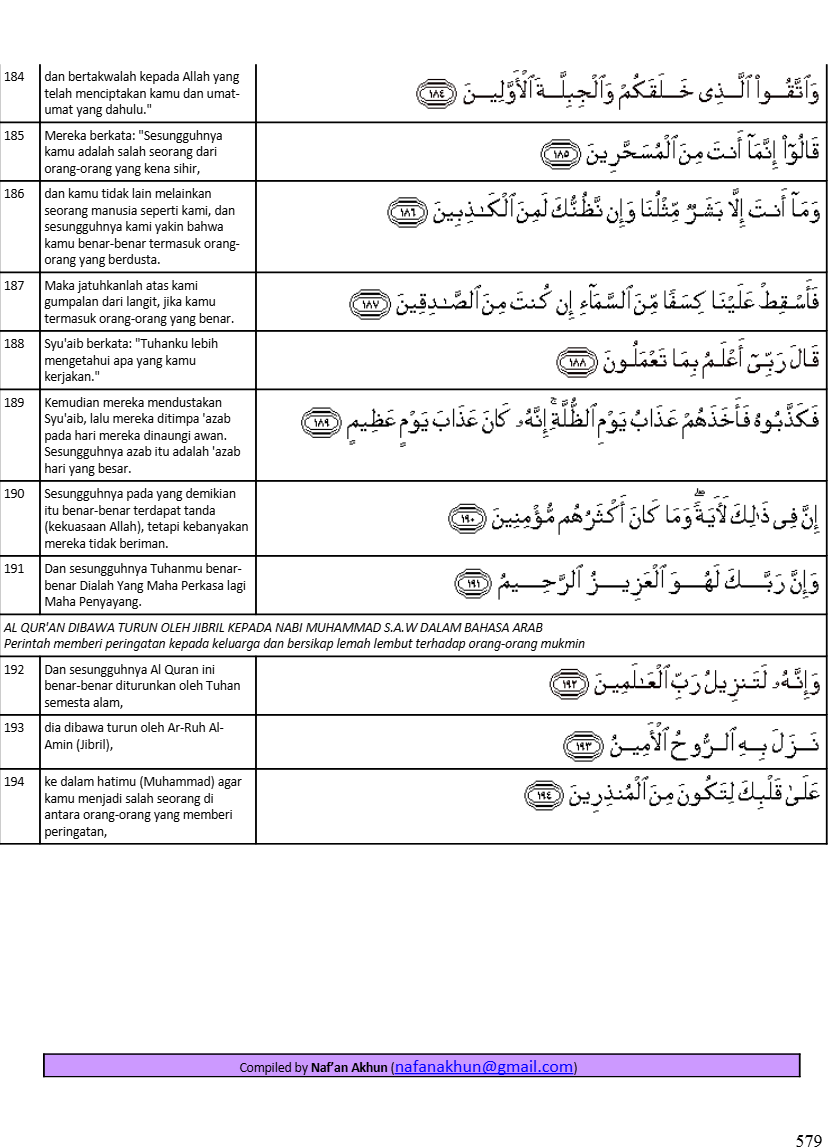 184
dan bertakwalah kepada Allah yang
telah menciptakan kamu dan umat-
umat yang dahulu."
وَٱتَّقُوا۟ ٱلَّذِى خَلَقَكُمْ وَٱلْجِبِلَّةَ ٱلْأَوَّلِينَ ١٨٤
185
Mereka berkata: "Sesungguhnya
kamu adalah salah seorang dari
orang-orang yang kena sihir,
قَالُوٓا۟ إِنَّمَآ أَنتَ مِنَ ٱلْمُسَحَّرِينَ ١٨٥
186
dan kamu tidak lain melainkan
seorang manusia seperti kami, dan
sesungguhnya kami yakin bahwa
kamu benar-benar termasuk orang-
orang yang berdusta.
وَمَآ أَنتَ إِلَّا بَشَرٌ مِّثْلُنَا وَإِن نَّظُنُّكَ لَمِنَ ٱلْكَـٰذِبِينَ ١٨٦
187
Maka jatuhkanlah atas kami
gumpalan dari langit, jika kamu
termasuk orang-orang yang benar.
فَأَسْقِطْ عَلَيْنَا كِسَفًا مِّنَ ٱلسَّمَآءِ إِن كُنتَ مِنَ ٱلصَّـٰدِقِينَ ١٨٧
188
Syu'aib berkata: "Tuhanku lebih
mengetahui apa yang kamu
kerjakan."
قَالَ رَبِّىٓ أَعْلَمُ بِمَا تَعْمَلُونَ ١٨٨
189
Kemudian mereka mendustakan
Syu'aib, lalu mereka ditimpa 'azab
pada hari mereka dinaungi awan.
Sesungguhnya azab itu adalah 'azab
hari yang besar.
فَكَذَّبُوهُ فَأَخَذَهُمْ عَذَابُ يَوْمِ ٱلظُّلَّةِ ۚ إِنَّهُۥ كَانَ عَذَابَ يَوْمٍ عَظِيمٍ ١٨٩
190
Sesungguhnya pada yang demikian
itu benar-benar terdapat tanda
(kekuasaan Allah), tetapi kebanyakan
mereka tidak beriman.
إِنَّ فِى ذَٰلِكَ لَـَٔايَةً ۖ وَمَا كَانَ أَكْثَرُهُم مُّؤْمِنِينَ ١٩٠
191
Dan sesungguhnya Tuhanmu benar-
benar Dialah Yang Maha Perkasa lagi
Maha Penyayang.
وَإِنَّ رَبَّكَ لَهُوَ ٱلْعَزِيزُ ٱلرَّحِيمُ ١٩١
AL QUR'AN DIBAWA TURUN OLEH JIBRIL KEPADA NABI MUHAMMAD S.A.W DALAM BAHASA ARAB
Perintah memberi peringatan kepada keluarga dan bersikap lemah lembut terhadap orang-orang mukmin
192
Dan sesungguhnya Al Quran ini
benar-benar diturunkan oleh Tuhan
semesta alam,
وَإِنَّهُۥ لَتَنزِيلُ رَبِّ ٱلْعَـٰلَمِينَ ١٩٢
193
dia dibawa turun oleh Ar-Ruh Al-
Amin (Jibril),
نَزَلَ بِهِ ٱلرُّوحُ ٱلْأَمِينُ ١٩٣
194
ke dalam hatimu (Muhammad) agar
kamu menjadi salah seorang di
antara orang-orang yang memberi
peringatan,
عَلَىٰ قَلْبِكَ لِتَكُونَ مِنَ ٱلْمُنذِرِينَ ١٩٤
Compiled by Naf'an Akhun (nafanakhun@gmail.com)
579